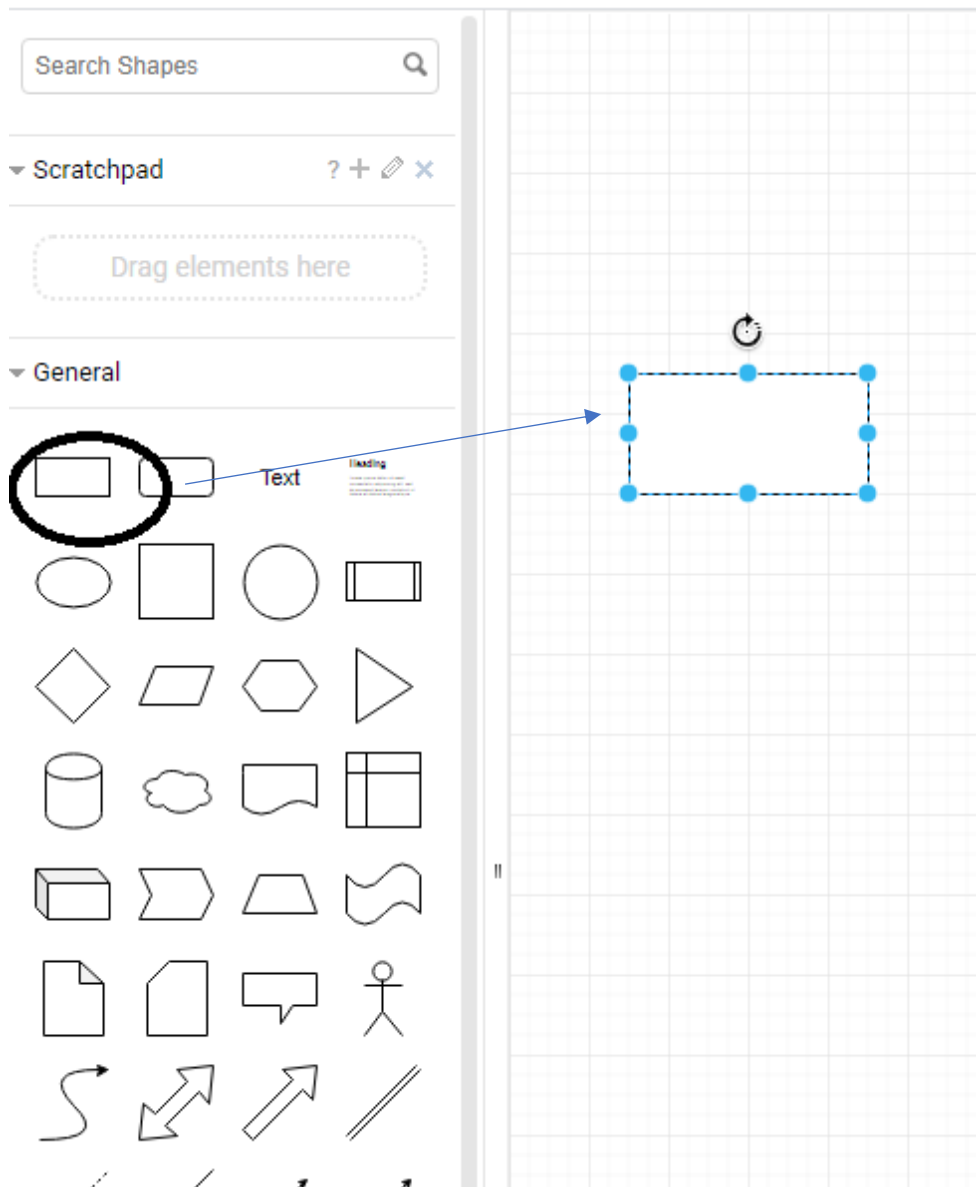 Search Shapes
Scratchpad ?
Drag elements here
General
Text
Heading